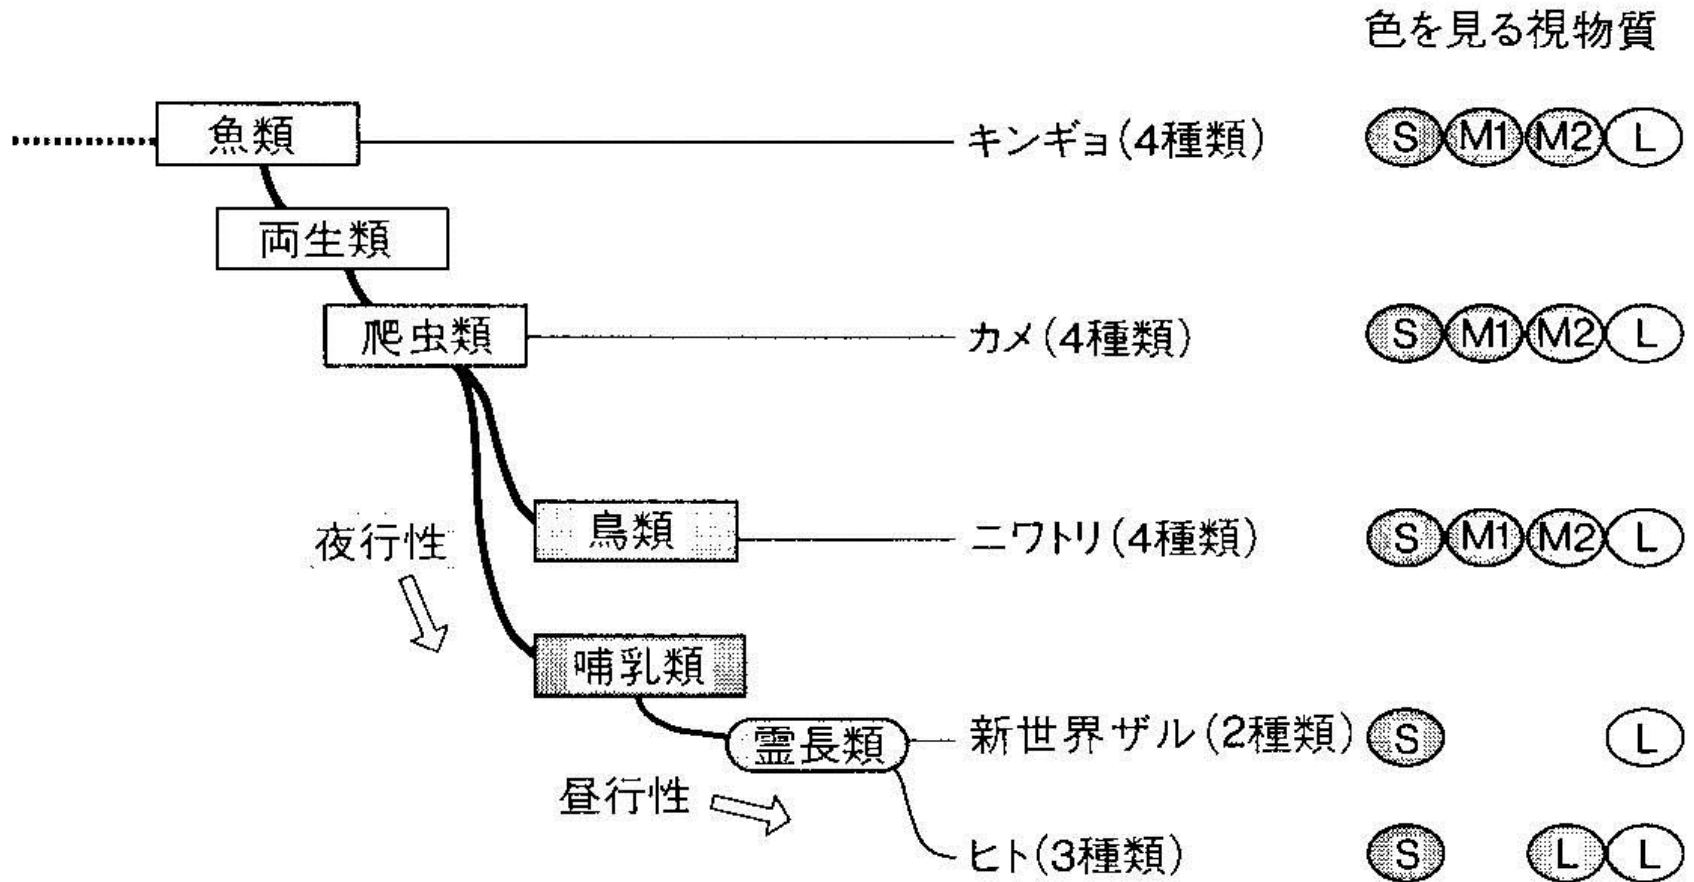 色を見る視物質
魚類
キンギョ(4種類)
S M1 M2 L
両生類
爬虫類
カメ(4種類)
S M1 M2 L
鳥類
ニワトリ(4種類)
S M1 M2 L
夜行性
哺乳類
霊長類
新世界ザル(2種類)
S L
昼行性
ヒト(3種類)
S L L